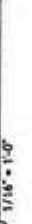 1/16" = 1'-0"